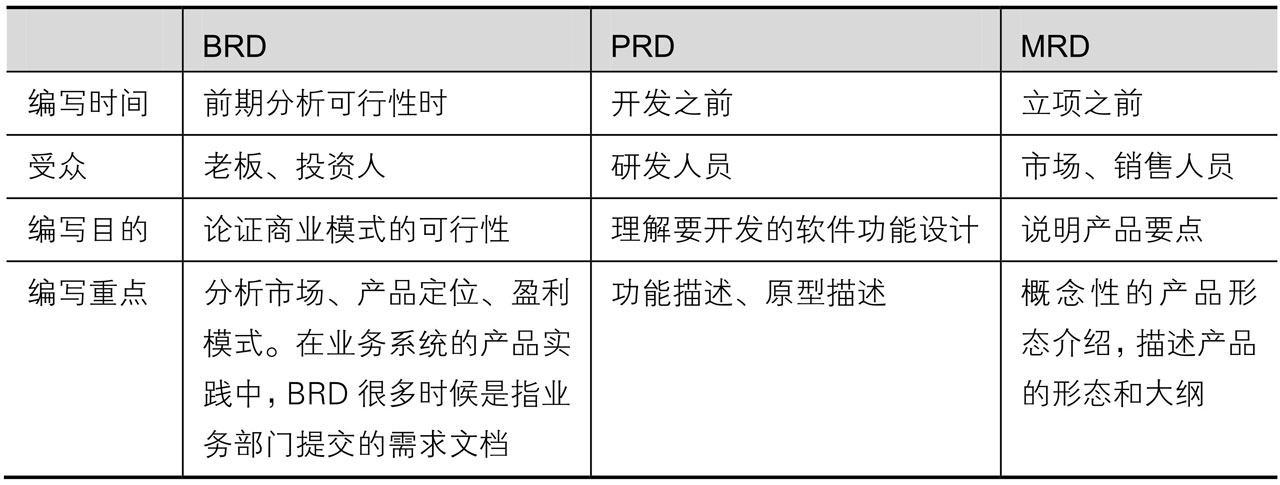 BRD PRD MRD
编写时间 前期分析可行性时 开发之前 立项之前
受众 老板、投资人 研发人员 市场、销售人员
编写目的 论证商业模式的可行性 理解要开发的软件功能设计 说明产品要点
编写重点 分析市场、产品定位、盈利 功能描述、原型描述 概念性的产品形
模式。在业务系统的产品实 态介绍，描述产品
践中，BRD 很多时候是指业 的形态和大纲
务部门提交的需求文档